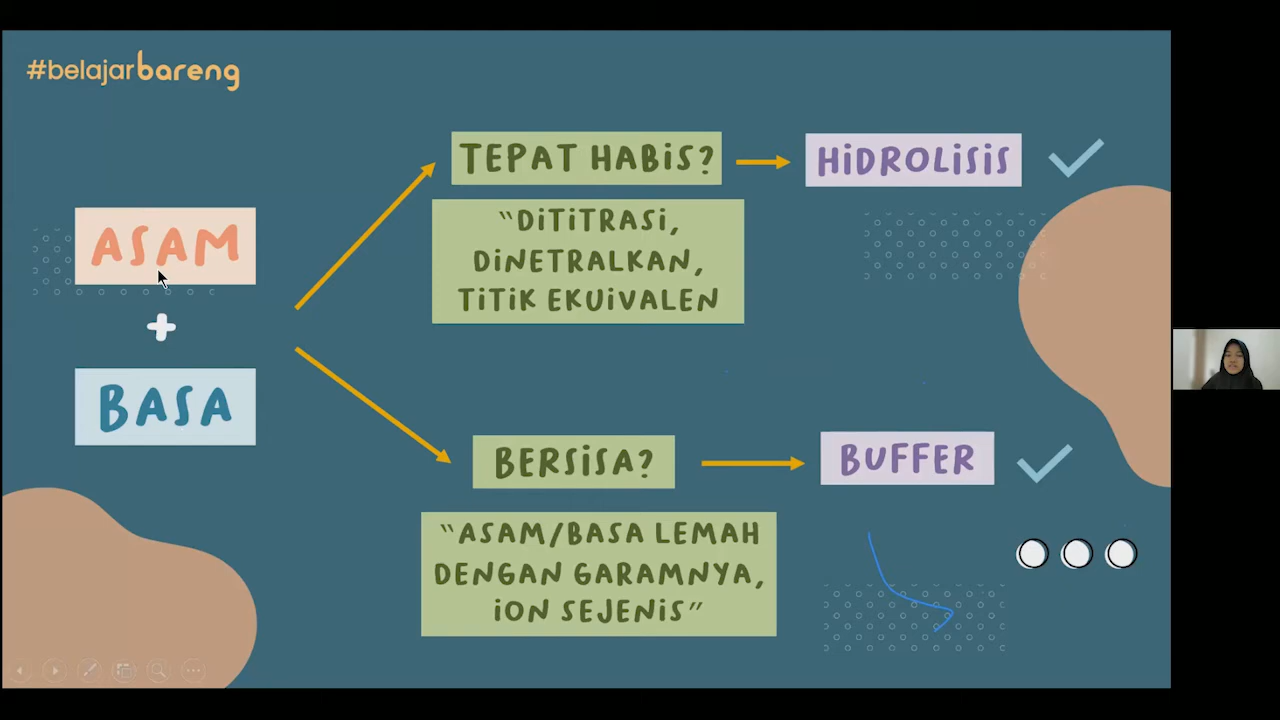 #belajarbareng
ASAM
+
BASA
TEPAT HABIS?
HIDROLISIS
“DITITRASI,
DINETRALKAN,
TITIK EKUIVALEN
BERSISA?
BUFFER
“ASAM/BASA LEMAH
DENGAN GARAMNYA,
ION SEJENIS”